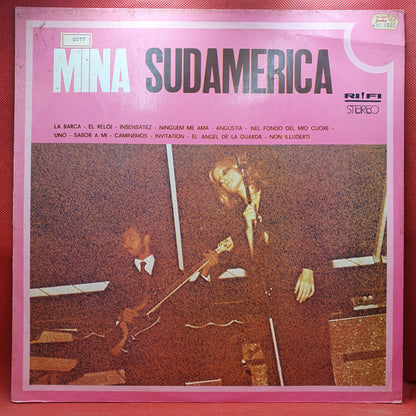 0077
MINA SUDAMERICA
RI-FI
STEREO
LA BARCA - EL RELOJ - INSENSATEZ - NINGUEM ME AMA - ANGUSTIA - NEL FONDO DEL MIO CUORE -
UNO - SABOR A MI - CAMINEMOS - INVITATION - EL ANGEL DE LA GUARDA - NON ILLUDERTI